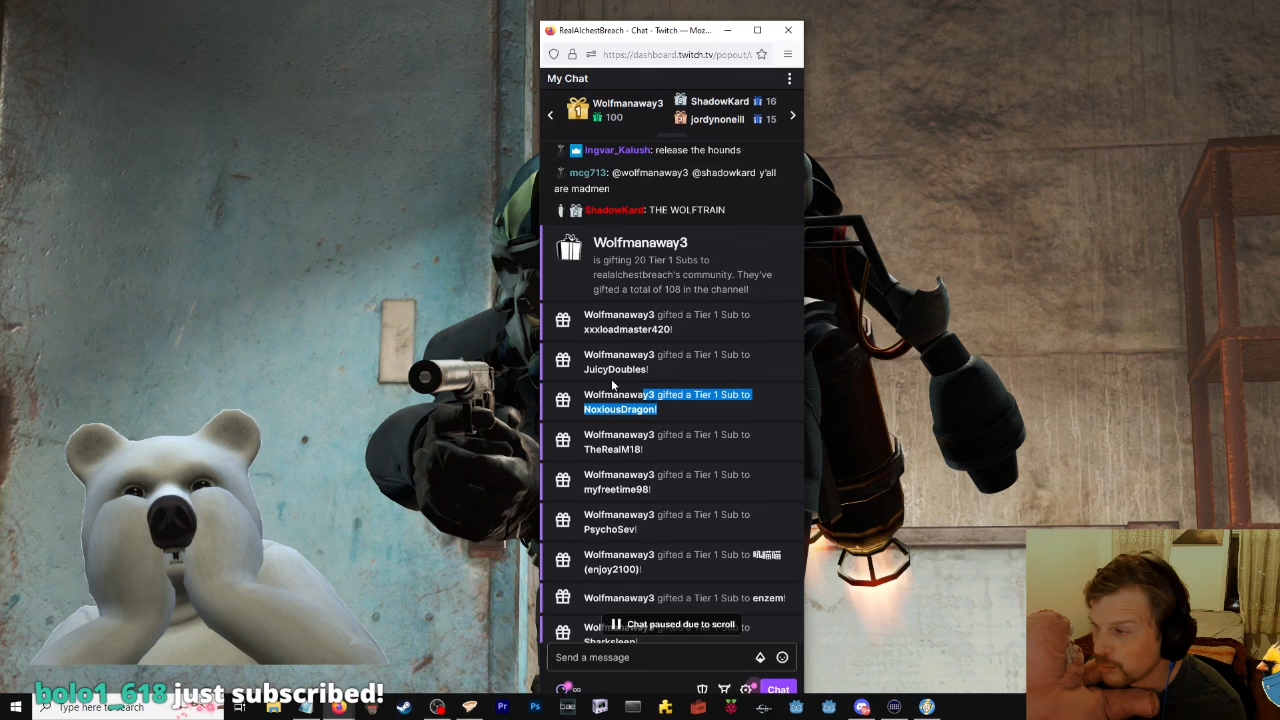 RealAlchestBreach - Chat - Twitch — Moz...
https://dashboard.twitch.tv/popout/
My Chat
Wolfmanaway3
100
ShadowKard 16
jordynoneill 15
Ingvar_Kalush: release the hounds
mcg713: @wolfmanaway3 @shadowkard y'all
are madmen
ShadowKard: THE WOLFTRAIN
Wolfmanaway3
is gifting 20 Tier 1 Subs to
realalchestbreach's community. They've
gifted a total of 108 in the channel!
Wolfmanaway3 gifted a Tier 1 Sub to
xxxloadmaster420!
Wolfmanaway3 gifted a Tier 1 Sub to
JuicyDoubles!
Wolfmanaway3 gifted a Tier 1 Sub to
NoxiousDragon!
Wolfmanaway3 gifted a Tier 1 Sub to
TheRealM18!
Wolfmanaway3 gifted a Tier 1 Sub to
myfreetime98!
Wolfmanaway3 gifted a Tier 1 Sub to
PsychoSev!
Wolfmanaway3 gifted a Tier 1 Sub to
(enjoy2100)!
Wolfmanaway3 gifted a Tier 1 Sub to enzem!
Chat paused due to scroll
Send a message
Chat
bolo1_618 just subscribed!
Type here to search
Pr
Ps
bae